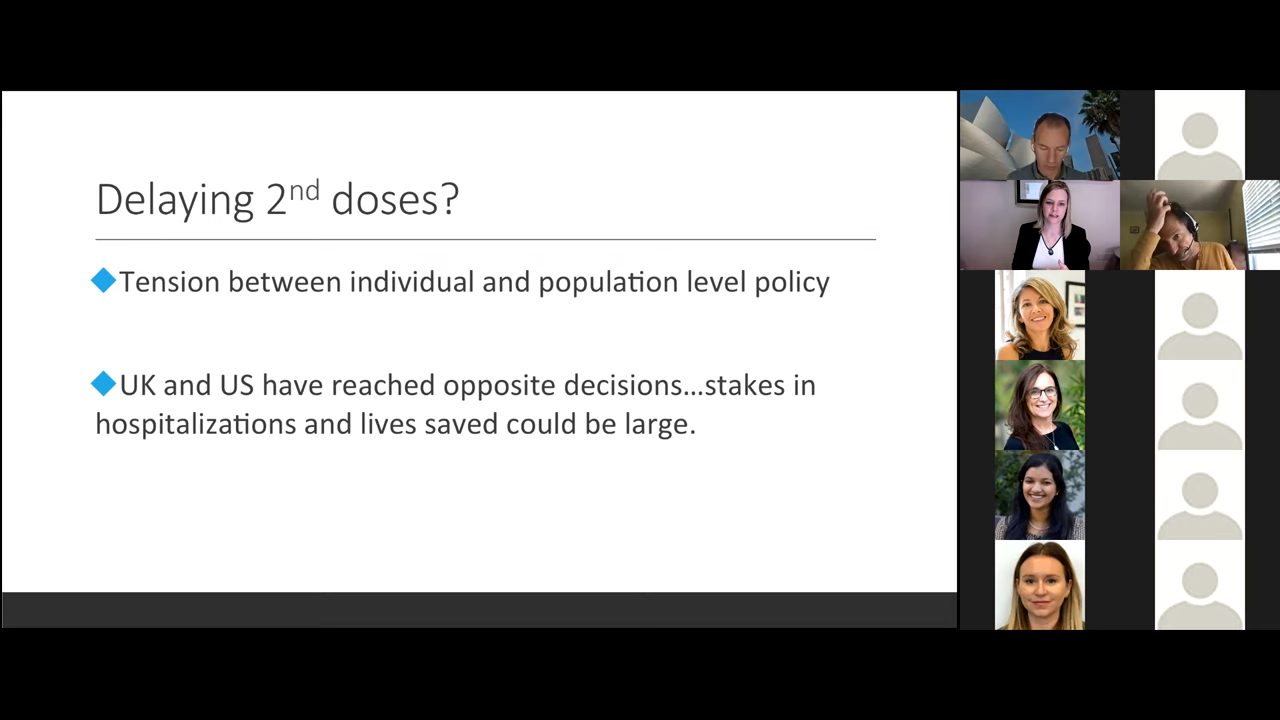 Delaying 2nd doses?
Tension between individual and population level policy
UK and US have reached opposite decisions...stakes in
hospitalizations and lives saved could be large.